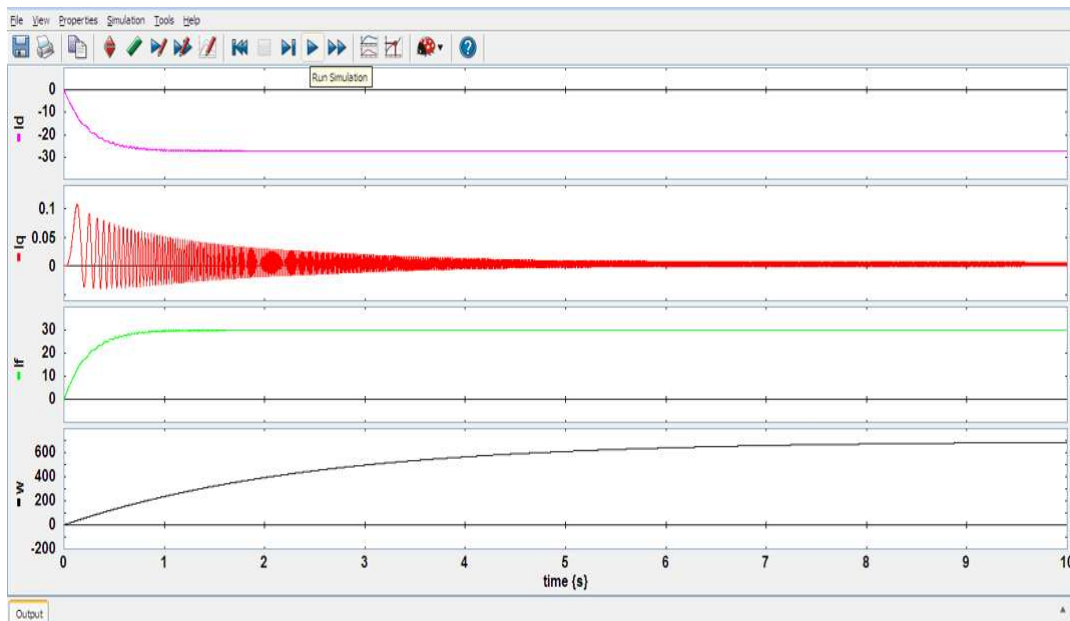 File View Properties Simulation Tools Help
Run Simulation
0
-10
-20
-30
Id
0.1
0.05
0
Iq
30
20
10
0
If
600
400
200
0
-200
w
0 1 2 3 4 5 6 7 8 9 10
time {s}
Output